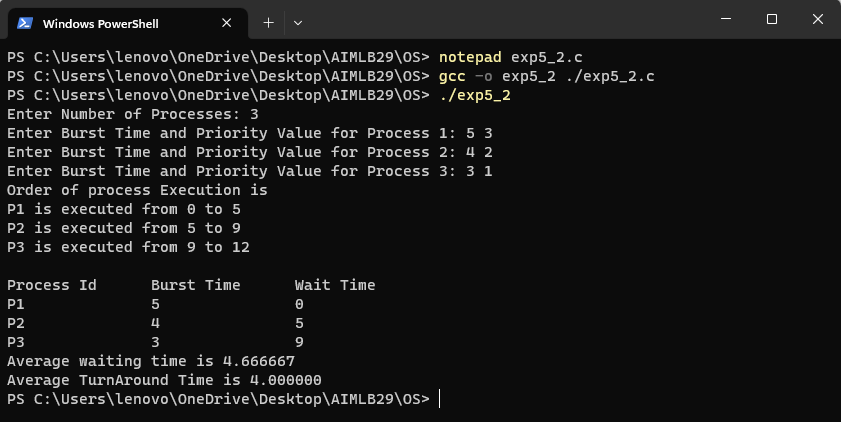 Windows PowerShell
PS C:\Users\lenovo\OneDrive\Desktop\AIMLB29\OS> notepad exp5_2.c
PS C:\Users\lenovo\OneDrive\Desktop\AIMLB29\OS> gcc -o exp5_2 ./exp5_2.c
PS C:\Users\lenovo\OneDrive\Desktop\AIMLB29\OS> ./exp5_2
Enter Number of Processes: 3
Enter Burst Time and Priority Value for Process 1: 5 3
Enter Burst Time and Priority Value for Process 2: 4 2
Enter Burst Time and Priority Value for Process 3: 3 1
Order of process Execution is
P1 is executed from 0 to 5
P2 is executed from 5 to 9
P3 is executed from 9 to 12

Process Id      Burst Time      Wait Time
P1              5               0
P2              4               5
P3              3               9
Average waiting time is 4.666667
Average TurnAround Time is 4.000000
PS C:\Users\lenovo\OneDrive\Desktop\AIMLB29\OS>